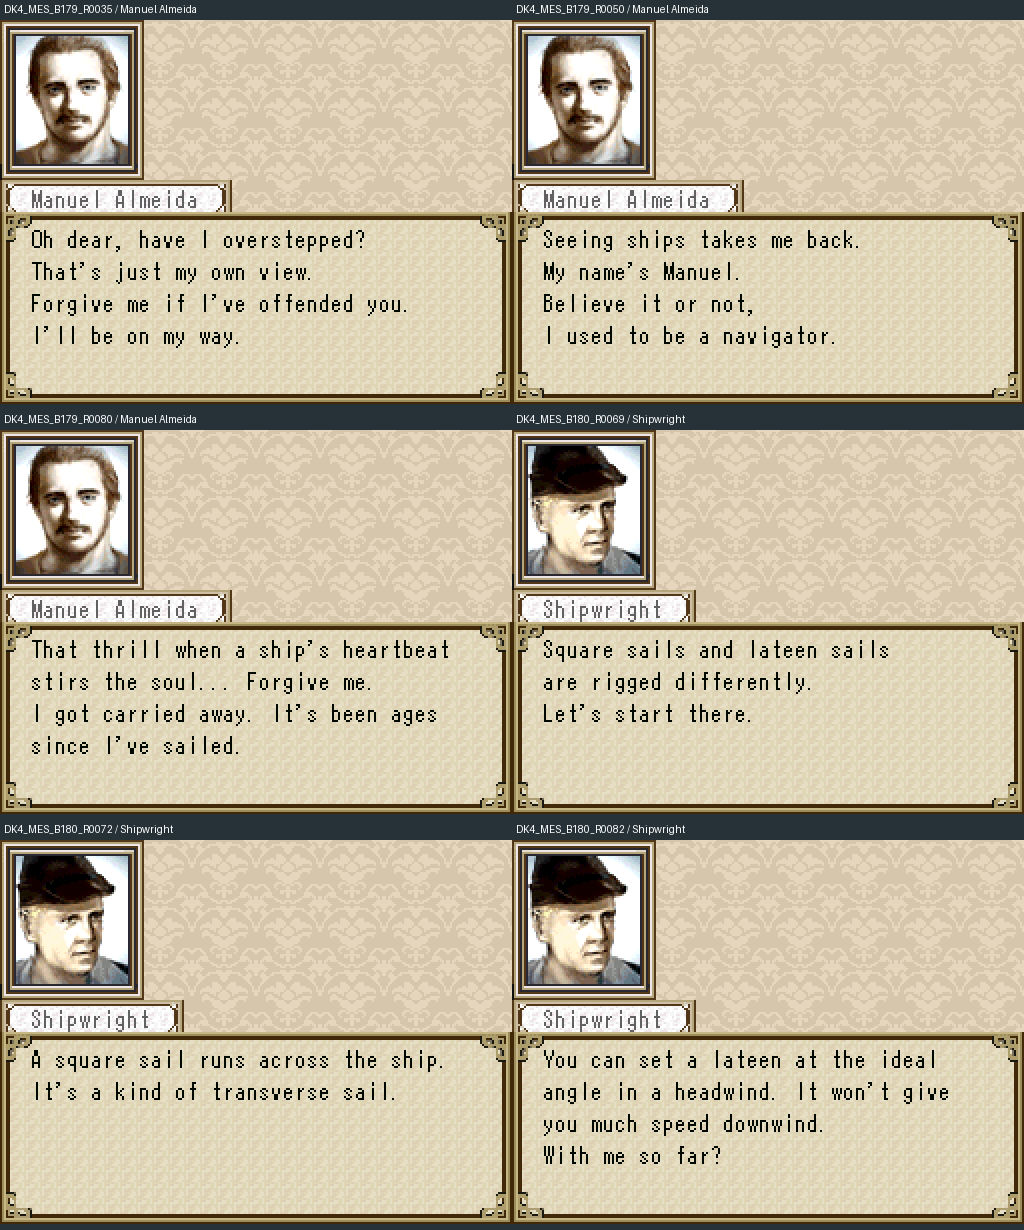 DK4_MES_B179_R0035 / Manuel Almeida
Manuel Almeida
Oh dear, have I overstepped?
That's just my own view.
Forgive me if I've offended you.
I'll be on my way.
DK4_MES_B179_R0050 / Manuel Almeida
Manuel Almeida
Seeing ships takes me back.
My name's Manuel.
Believe it or not,
I used to be a navigator.
DK4_MES_B179_R0080 / Manuel Almeida
Manuel Almeida
That thrill when a ship's heartbeat
stirs the soul... Forgive me.
I got carried away. It's been ages
since I've sailed.
DK4_MES_B180_R0069 / Shipwright
Shipwright
Square sails and lateen sails
are rigged differently.
Let's start there.
DK4_MES_B180_R0072 / Shipwright
Shipwright
A square sail runs across the ship.
It's a kind of transverse sail.
DK4_MES_B180_R0082 / Shipwright
Shipwright
You can set a lateen at the ideal
angle in a headwind. It won't give
you much speed downwind.
With me so far?